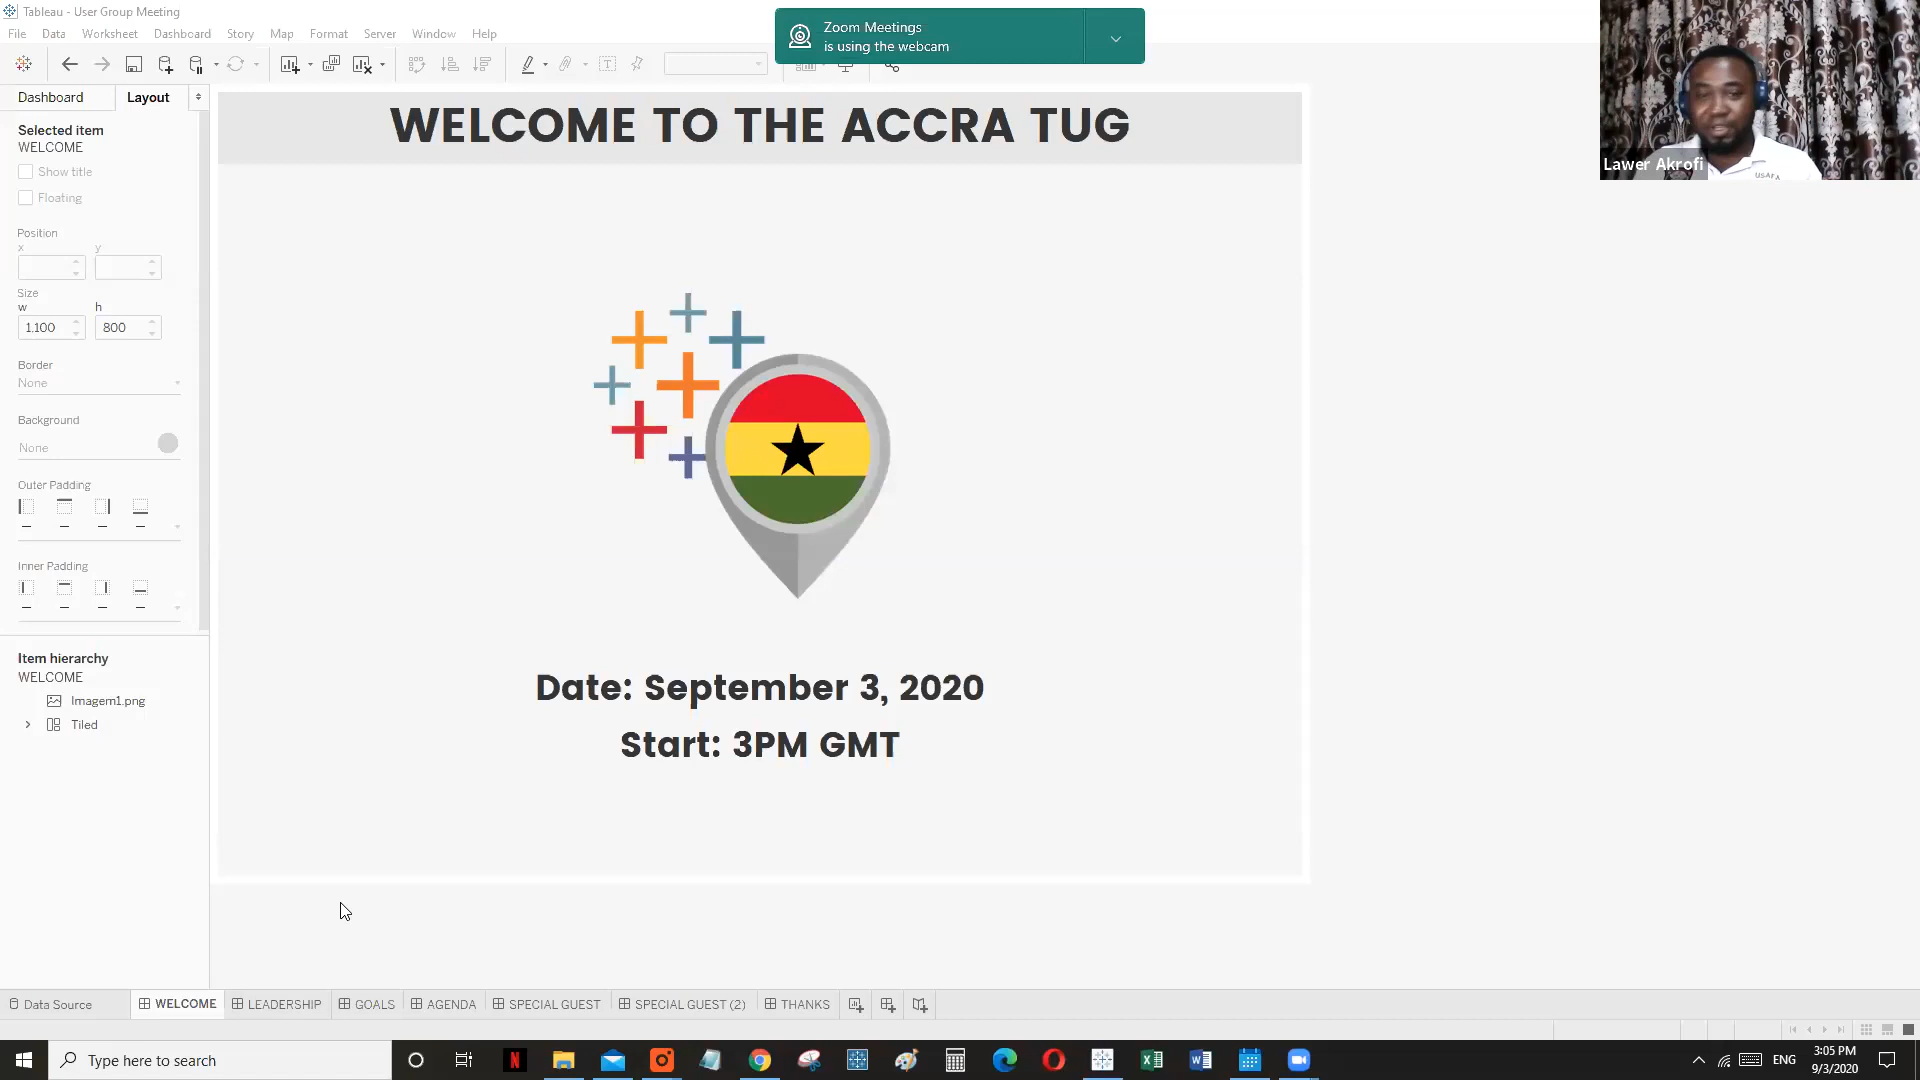 Tableau - User Group Meeting
File Data Worksheet Dashboard Story Map Format Server Window Help
Zoom Meetings
is using the webcam
Dashboard Layout
Selected item
WELCOME
Show title
Floating
Position
x y
Size
w h
1,100 800
Border
None
Background
None
Outer Padding
Inner Padding
Item hierarchy
WELCOME
Imagem1.png
Tiled
WELCOME TO THE ACCRA TUG
Date: September 3, 2020
Start: 3PM GMT
USAFA
Lawer Akrofi
Data Source WELCOME LEADERSHIP GOALS AGENDA SPECIAL GUEST SPECIAL GUEST (2) THANKS
Type here to search
ENG
3:05 PM
9/3/2020